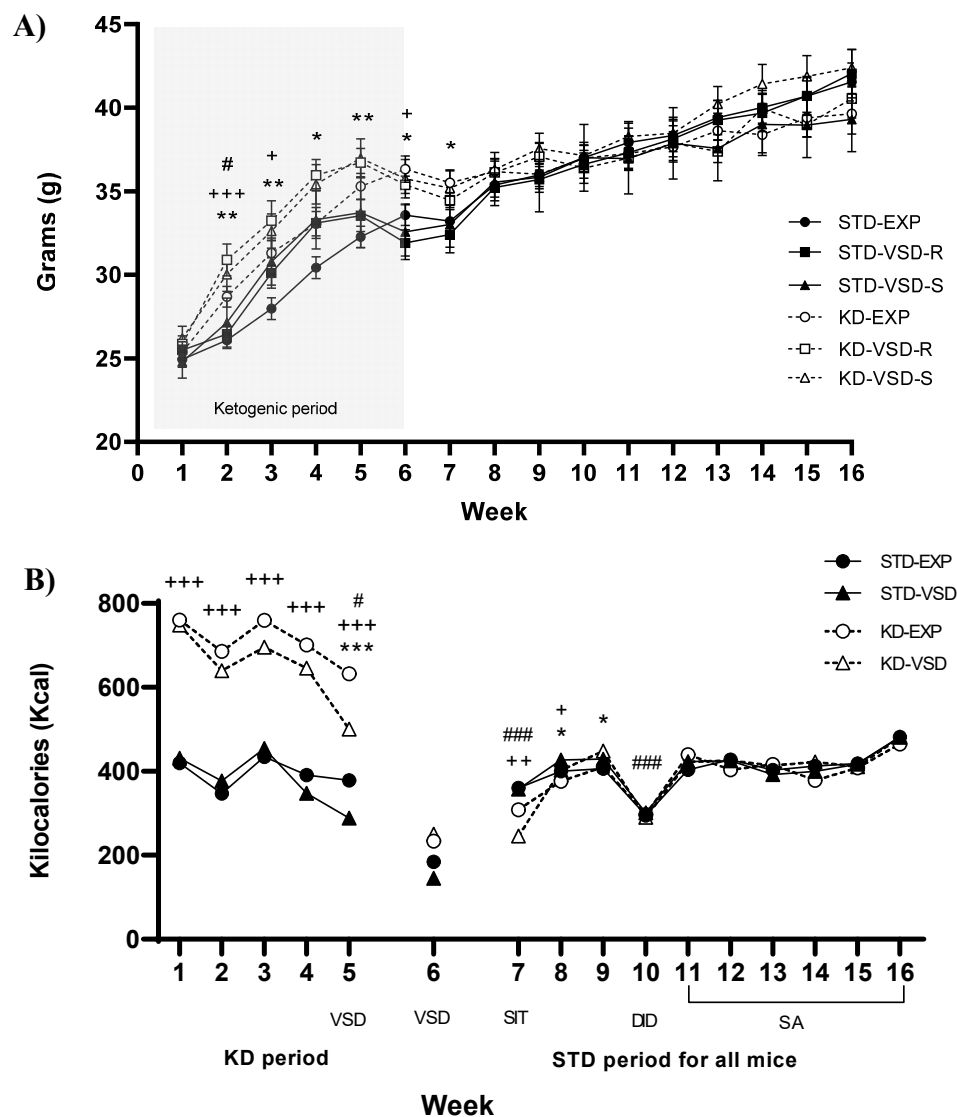 A)
45
40
35
30
25
20
Grams (g)
#
+++
**
+
**
*
**
+
*
*
Ketogenic period
STD-EXP
STD-VSD-R
STD-VSD-S
KD-EXP
KD-VSD-R
KD-VSD-S
0 1 2 3 4 5 6 7 8 9 10 11 12 13 14 15 16
Week
B)
STD-EXP
STD-VSD
KD-EXP
KD-VSD
800
600
400
200
0
Kilocalories (Kcal)
+++
+++
+++
+++
#
+++
***
###
++
+
*
*
###
1 2 3 4 5 6 7 8 9 10 11 12 13 14 15 16
VSD VSD SIT DID SA
KD period STD period for all mice
Week